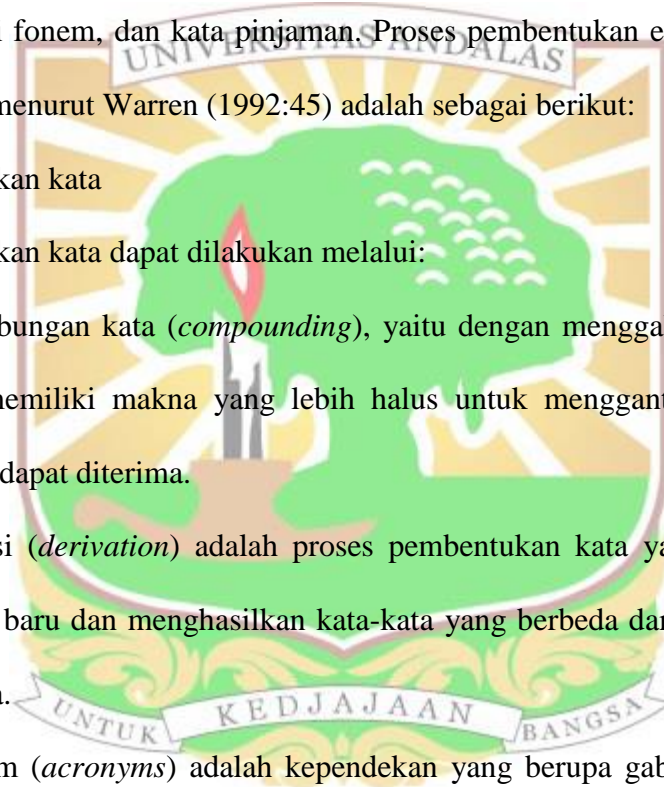 i fonem, dan kata pinjaman. Proses pembentukan e
UNIVERSITAS ANDALAS
menurut Warren (1992:45) adalah sebagai berikut:
kan kata
kan kata dapat dilakukan melalui:
bungan kata (compounding), yaitu dengan mengga
memiliki makna yang lebih halus untuk menggant
dapat diterima.
si (derivation) adalah proses pembentukan kata ya
baru dan menghasilkan kata-kata yang berbeda dar
a.
UNTUK KEDJAJAAN BANGSA
m (acronyms) adalah kependekan yang berupa gab